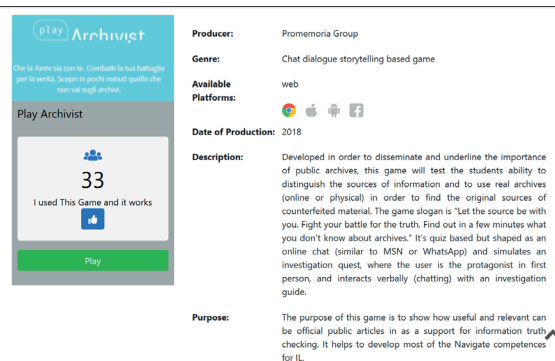 play Archivist
Che la Fonte sia con te. Combatti la tua battaglia
per la verità. Scopri in pochi minuti quello che
non sai sugli archivi.
Play Archivist
33
I used This Game and it works
Play
Producer: Promemoria Group
Genre: Chat dialogue storytelling based game
Available web
Platforms:
Date of Production: 2018
Description: Developed in order to disseminate and underline the importance
of public archives, this game will test the students ability to
distinguish the sources of information and to use real archives
(online or physical) in order to find the original sources of
counterfeited material. The game slogan is "Let the source be with
you. Fight your battle for the truth. Find out in a few minutes what
you don't know about archives." It's quiz based but shaped as an
online chat (similar to MSN or WhatsApp) and simulates an
investigation quest, where the user is the protagonist in first
person, and interacts verbally (chatting) with an investigation
guide.
Purpose: The purpose of this game is to show how useful and relevant can
be official public articles in as a support for information truth
checking. It helps to develop most of the Navigate competences
for IL.